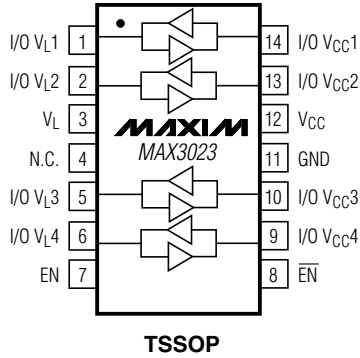 I/O VL1 1 14 I/O VCC1
I/O VL2 2 13 I/O VCC2
VL 3 MAXIM 12 VCC
N.C. 4 MAX3023 11 GND
I/O VL3 5 10 I/O VCC3
I/O VL4 6 9 I/O VCC4
EN 7 8 E̅N̅
TSSOP